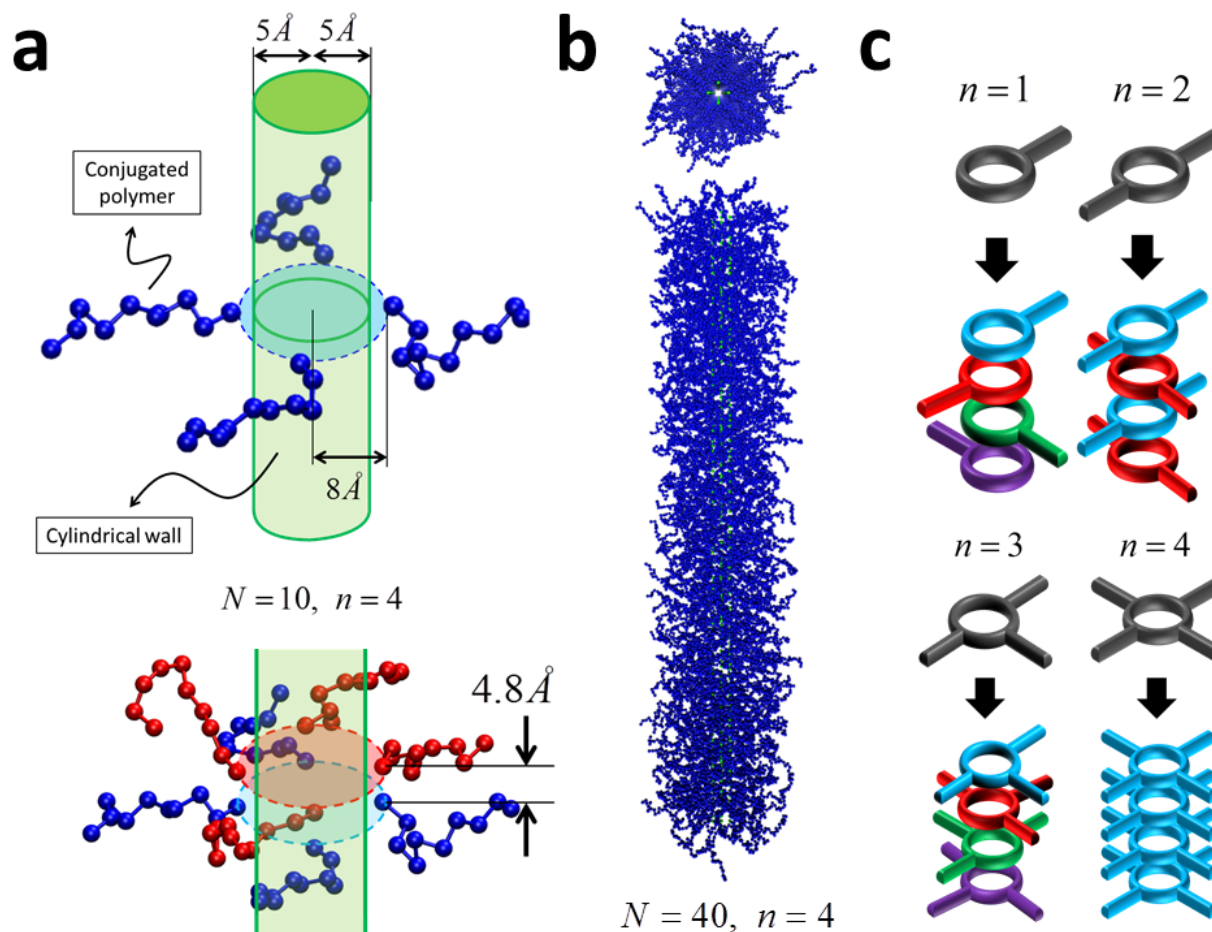 a
5Å 5Å
Conjugated
polymer
8Å
Cylindrical wall
N = 10, n = 4
4.8Å
b
N = 40, n = 4
c
n = 1
n = 2
n = 3
n = 4